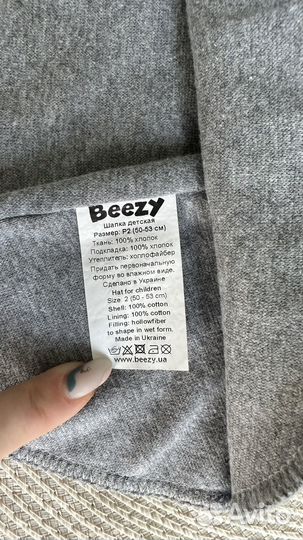 Beezy
Шапка детская
Размер: Р2 (50-53 см)
Ткань: 100% хлопок
Подкладка: 100% хлопок
Утеплитель: холлофайбер
Придать первоначальную
форму во влажном виде.
Сделано в Украине
Hat for children
Size: 2 (50 - 53 cm)
Shell: 100% cotton
Lining: 100% cotton
Filling: hollowfiber
to shape in wet form.
Made in Ukraine
www.beezy.ua
Avito